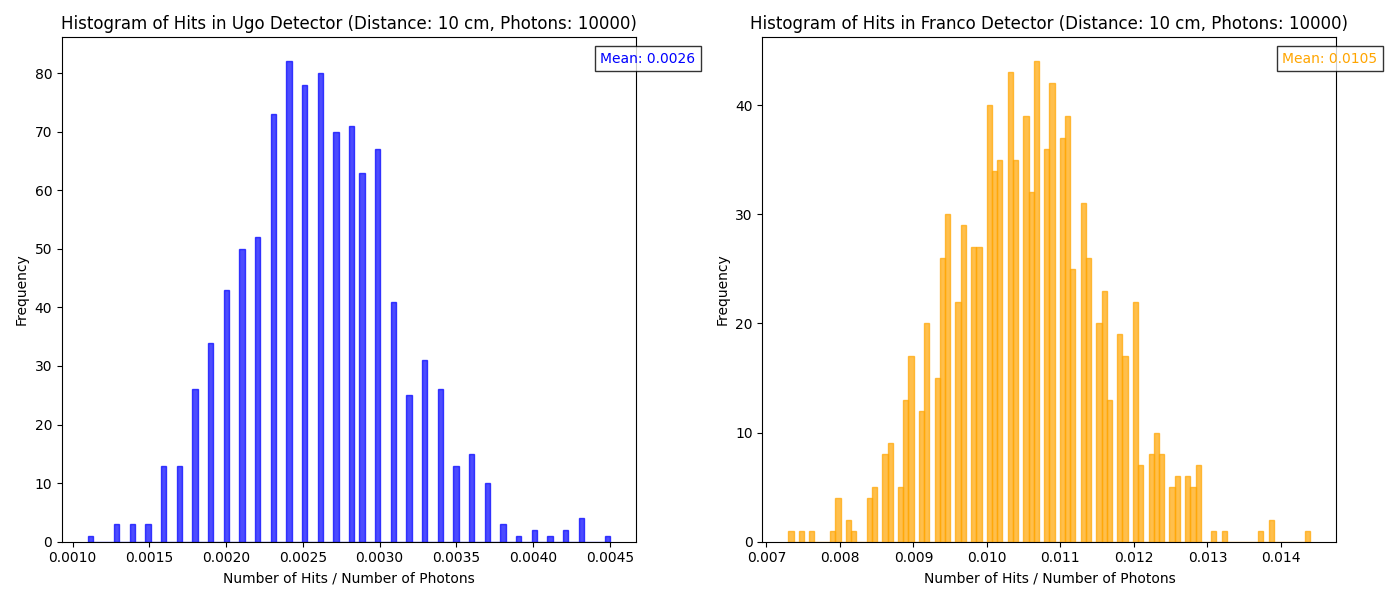 Histogram of Hits in Ugo Detector (Distance: 10 cm, Photons: 10000)
Mean: 0.0026
Frequency
80
70
60
50
40
30
20
10
0
0.0010 0.0015 0.0020 0.0025 0.0030 0.0035 0.0040 0.0045
Number of Hits / Number of Photons
Histogram of Hits in Franco Detector (Distance: 10 cm, Photons: 10000)
Mean: 0.0105
Frequency
40
30
20
10
0
0.007 0.008 0.009 0.010 0.011 0.012 0.013 0.014
Number of Hits / Number of Photons